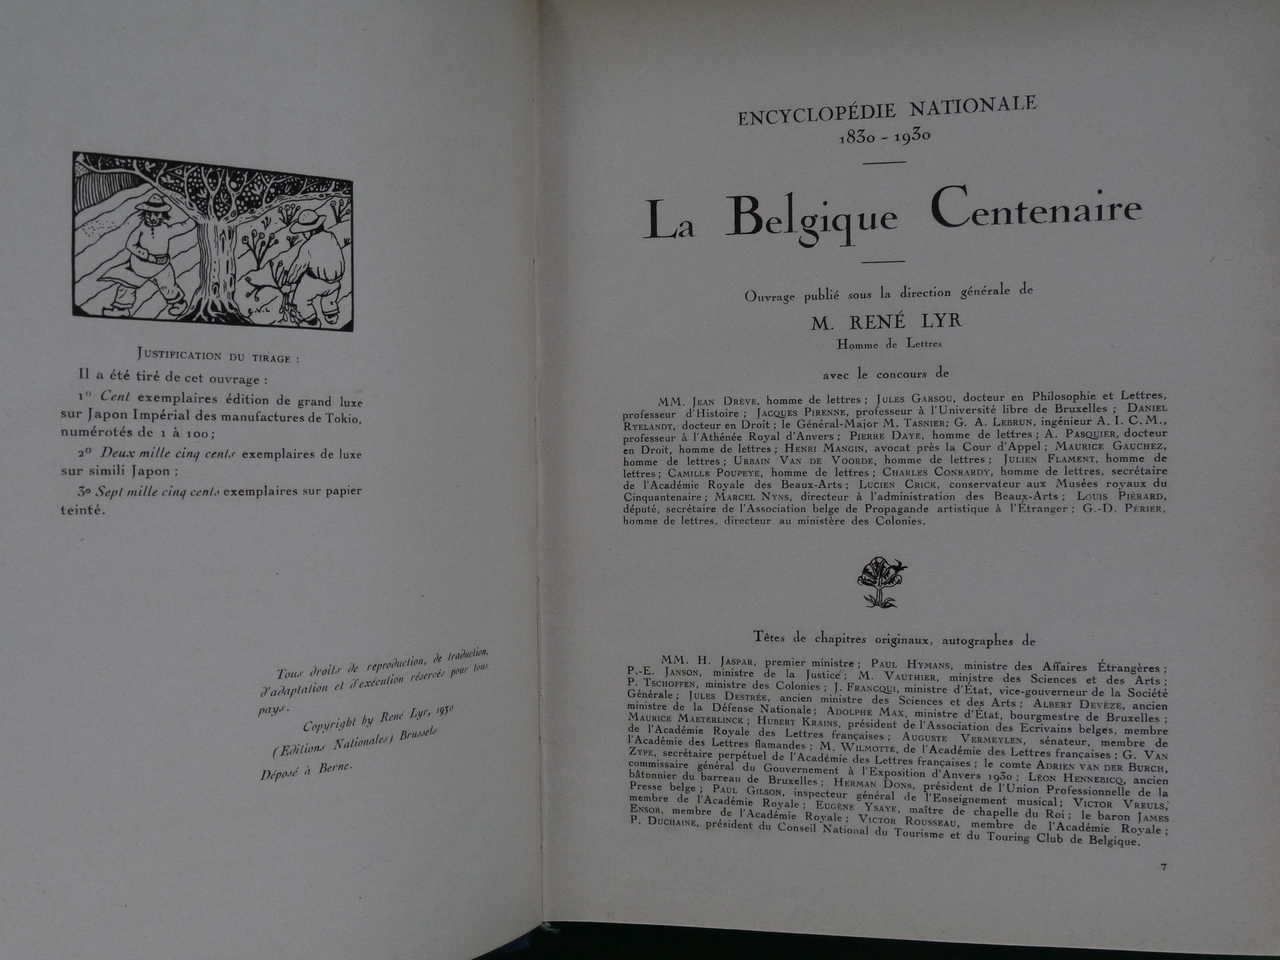 JUSTIFICATION DU TIRAGE :
Il a été tiré de cet ouvrage :
1º Cent exemplaires édition de grand luxe
sur Japon Impérial des manufactures de Tokio,
numérotés de 1 à 100 ;
2º Deux mille cinq cents exemplaires de luxe
sur simili Japon ;
3º Sept mille cinq cents exemplaires sur papier
teinté.
Tous droits de reproduction, de traduction,
d'adaptation et d'exécution réservés pour tous
pays.
Copyright by René Lyr, 1930
(Editions Nationales) Brussels
Déposé à Berne.
ENCYCLOPÉDIE NATIONALE
1830 - 1930
La Belgique Centenaire
Ouvrage publié sous la direction générale de
M. RENÉ LYR
Homme de Lettres
avec le concours de
MM. JEAN DRÈVE, homme de lettres ; JULES GARSOU, docteur en Philosophie et Lettres,
professeur d'Histoire ; JACQUES PIRENNE, professeur à l'Université libre de Bruxelles ; DANIEL
RYELANDT, docteur en Droit ; le Général-Major M. TASNIER ; G. A. LEBRUN, ingénieur A. I. C. M.,
professeur à l'Athénée Royal d'Anvers ; PIERRE DAYE, homme de lettres ; A. PASQUIER, docteur
en Droit, homme de lettres ; HENRI MANGIN, avocat près la Cour d'Appel ; MAURICE GAUCHEZ,
homme de lettres ; URBAIN VAN DE VOORDE, homme de lettres ; JULIEN FLAMENT, homme de
lettres ; CAMILLE POUPEYE, homme de lettres ; CHARLES CONRARDY, homme de lettres, secrétaire
de l'Académie Royale des Beaux-Arts ; LUCIEN CRICK, conservateur aux Musées royaux du
Cinquantenaire ; MARCEL NYNS, directeur à l'administration des Beaux-Arts ; LOUIS PIÉRARD,
député, secrétaire de l'Association belge de Propagande artistique à l'Étranger ; G.-D. PÉRIER,
homme de lettres. directeur au ministère des Colonies.
Têtes de chapitres originaux, autographes de
MM. H. JASPAR, premier ministre ; PAUL HYMANS, ministre des Affaires Étrangères ;
P.-E. JANSON, ministre de la Justice ; M. VAUTHIER, ministre des Sciences et des Arts ;
P. TSCHOFFEN, ministre des Colonies ; J. FRANCQUI, ministre d'État, vice-gouverneur de la Société
Générale ; JULES DESTRÉE, ancien ministre des Sciences et des Arts ; ALBERT DEVÈZE, ancien
ministre de la Défense Nationale ; ADOLPHE MAX, ministre d'État, bourgmestre de Bruxelles ;
MAURICE MAETERLINCK ; HUBERT KRAINS, président de l'Association des Ecrivains belges, membre
de l'Académie Royale des Lettres françaises ; AUGUSTE VERMEYLEN, sénateur, membre de
l'Académie des Lettres flamandes ; M. WILMOTTE, de l'Académie des Lettres françaises ; G. VAN
ZYPE, secrétaire perpétuel de l'Académie des Lettres françaises ; le comte ADRIEN VAN DER BURCH,
commissaire général du Gouvernement à l'Exposition d'Anvers 1930 ; LÉON HENNEBICQ, ancien
bâtonnier du barreau de Bruxelles ; HERMAN DONS, président de l'Union Professionnelle de la
Presse belge ; PAUL GILSON, inspecteur général de l'Enseignement musical ; VICTOR VREULS,
membre de l'Académie Royale ; EUGÈNE YSAYE, maître de chapelle du Roi ; le baron JAMES
ENSOR, membre de l'Académie Royale ; VICTOR ROUSSEAU, membre de l'Académie Royale ;
P. DUCHAINE, président du Conseil National du Tourisme et du Touring Club de Belgique.
7